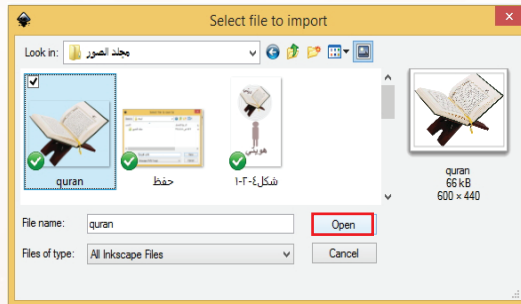 Select file to import
Look in: مجلد الصور
quran
حفظ
شكل٤-٢-١
هويتي
quran
66 kB
600 × 440
File name: quran
Open
Files of type: All Inkscape Files
Cancel